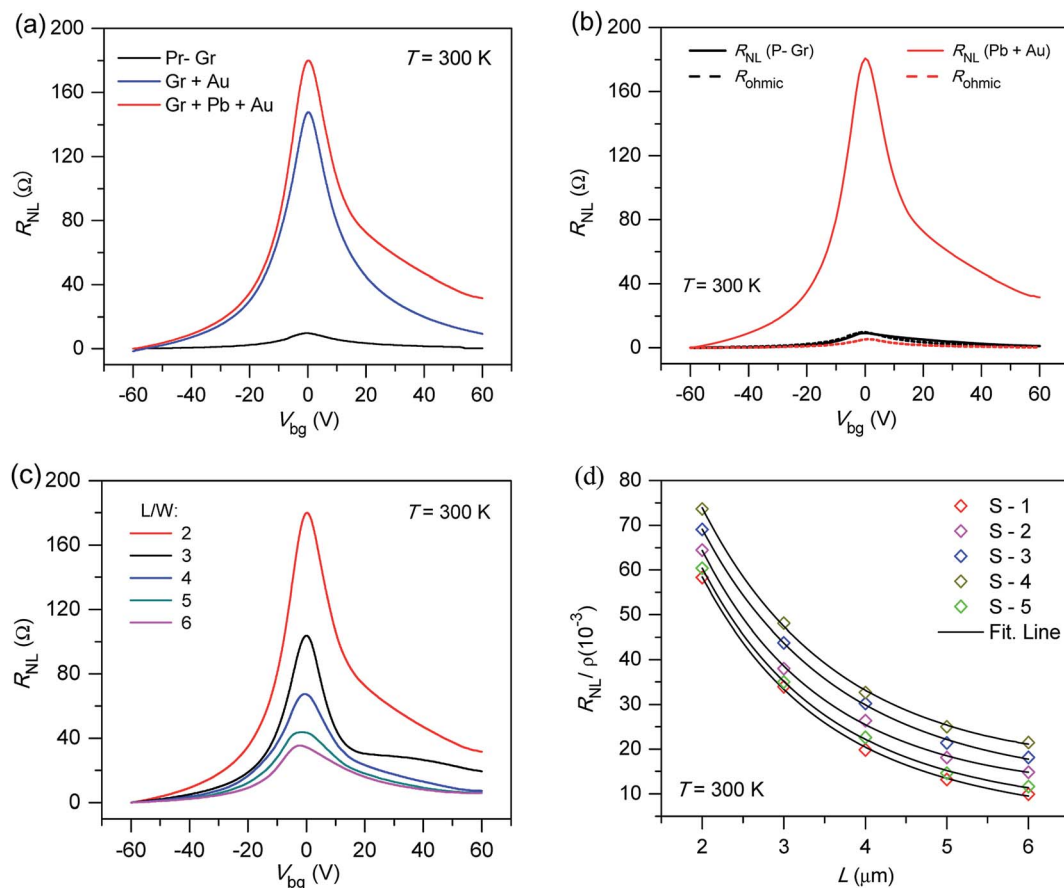 (a)
Pr- Gr
Gr + Au
Gr + Pb + Au
T = 300 K
200
160
120
80
40
0
R_NL (Ω)
-60 -40 -20 0 20 40 60
V_bg (V)
(b)
R_NL (P- Gr)
R_ohmic
R_NL (Pb + Au)
R_ohmic
T = 300 K
200
160
120
80
40
0
R_NL (Ω)
-60 -40 -20 0 20 40 60
V_bg (V)
(c)
L/W:
2
3
4
5
6
T = 300 K
200
160
120
80
40
0
R_NL (Ω)
-60 -40 -20 0 20 40 60
V_bg (V)
(d)
S - 1
S - 2
S - 3
S - 4
S - 5
Fit. Line
T = 300 K
80
70
60
50
40
30
20
10
R_NL/ ρ(10⁻³)
2 3 4 5 6
L (μm)